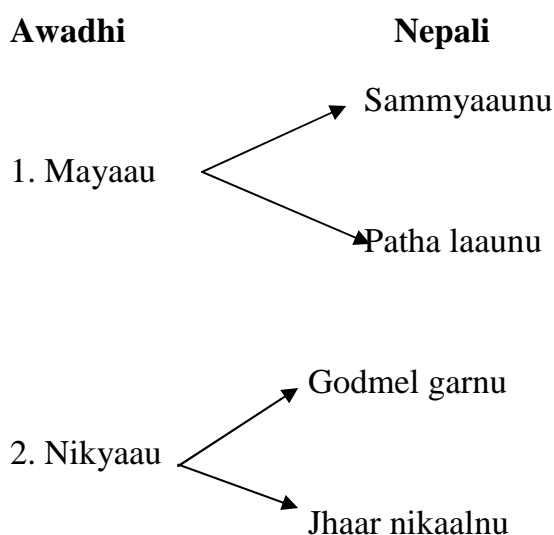 Awadhi Nepali
Sammyaaunu
1. Mayaau
Patha laaunu
Godmel garnu
2. Nikyaau
Jhaar nikaalnu